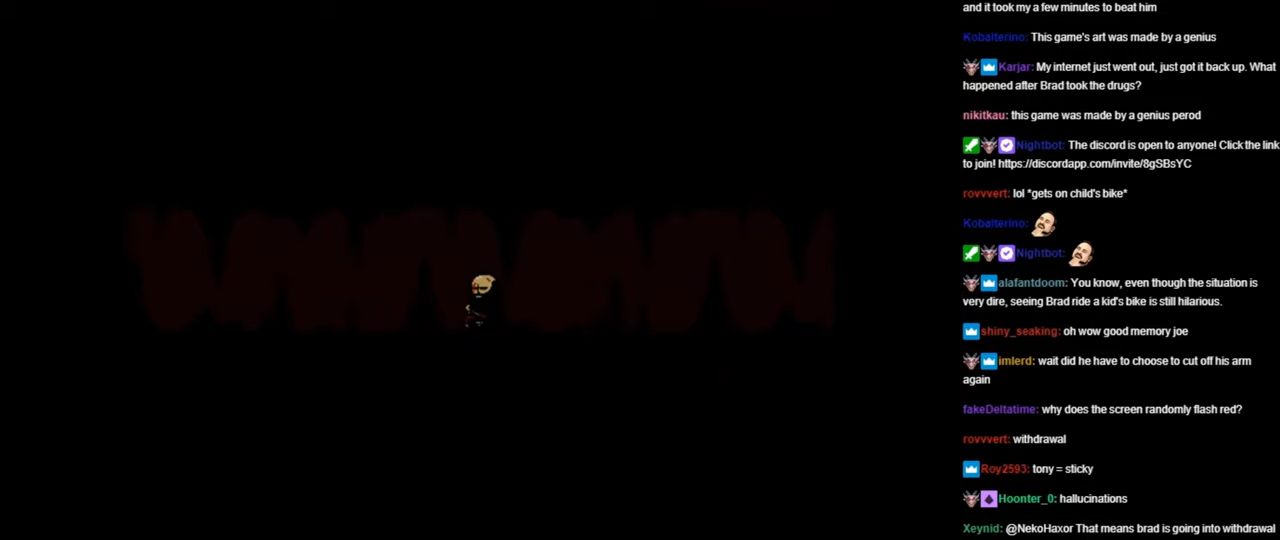 and it took my a few minutes to beat him
Kobalterino: This game's art was made by a genius
Karjar: My internet just went out, just got it back up. What
happened after Brad took the drugs?
nikitkau: this game was made by a genius perod
Nightbot: The discord is open to anyone! Click the link
to join! https://discordapp.com/invite/8gSBsYC
rovvvert: lol *gets on child's bike*
Kobalterino:
Nightbot:
alafantdoom: You know, even though the situation is
very dire, seeing Brad ride a kid's bike is still hilarious.
shiny_seaking: oh wow good memory joe
imlerd: wait did he have to choose to cut off his arm
again
fakeDeltatime: why does the screen randomly flash red?
rovvvert: withdrawal
Roy2593: tony = sticky
Hoonter_0: hallucinations
Xeynid: @NekoHaxor That means brad is going into withdrawal